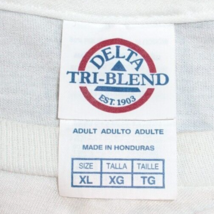 DELTA
TRI-BLEND
EST. 1903
ADULT ADULTO ADULTE
MADE IN HONDURAS
SIZE TALLA TAILLE
XL XG TG